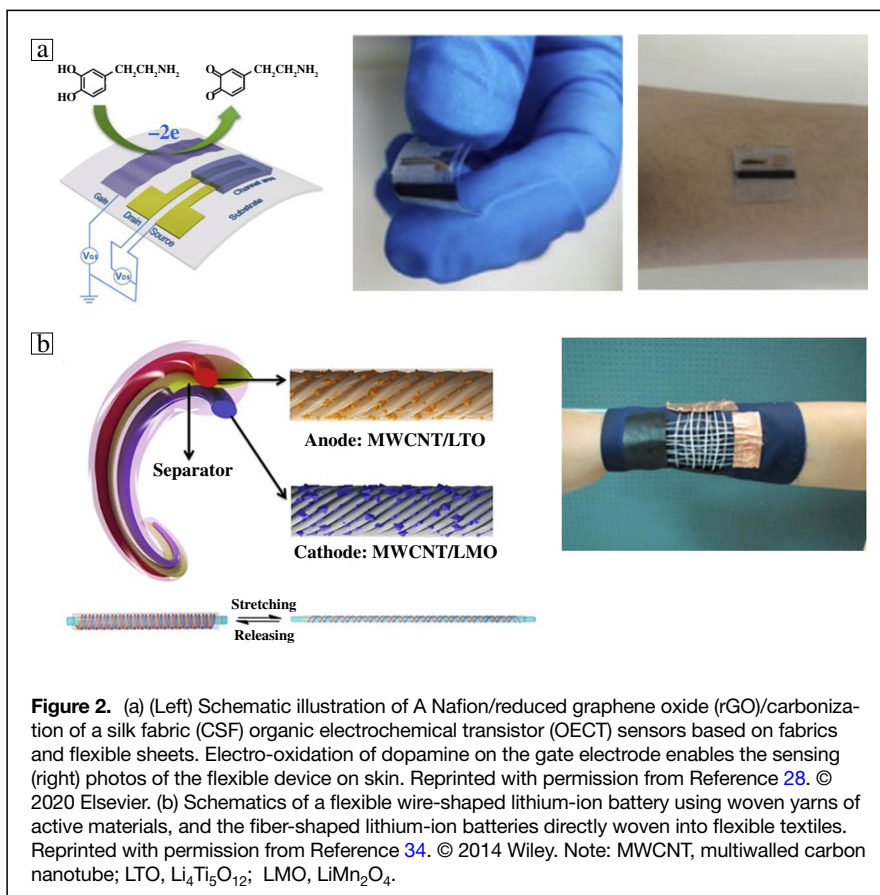 a
HO
HO
CH₂CH₂NH₂
O
O
CH₂CH₂NH₂
–2e
Gate
Drain
Source
Channel area
Substrate
V_GS
V_DS
b
Separator
Anode: MWCNT/LTO
Cathode: MWCNT/LMO
Stretching
Releasing
Figure 2. (a) (Left) Schematic illustration of A Nafion/reduced graphene oxide (rGO)/carboniza-
tion of a silk fabric (CSF) organic electrochemical transistor (OECT) sensors based on fabrics
and flexible sheets. Electro-oxidation of dopamine on the gate electrode enables the sensing
(right) photos of the flexible device on skin. Reprinted with permission from Reference 28. ©
2020 Elsevier. (b) Schematics of a flexible wire-shaped lithium-ion battery using woven yarns of
active materials, and the fiber-shaped lithium-ion batteries directly woven into flexible textiles.
Reprinted with permission from Reference 34. © 2014 Wiley. Note: MWCNT, multiwalled carbon
nanotube; LTO, Li₄Ti₅O₁₂; LMO, LiMn₂O₄.